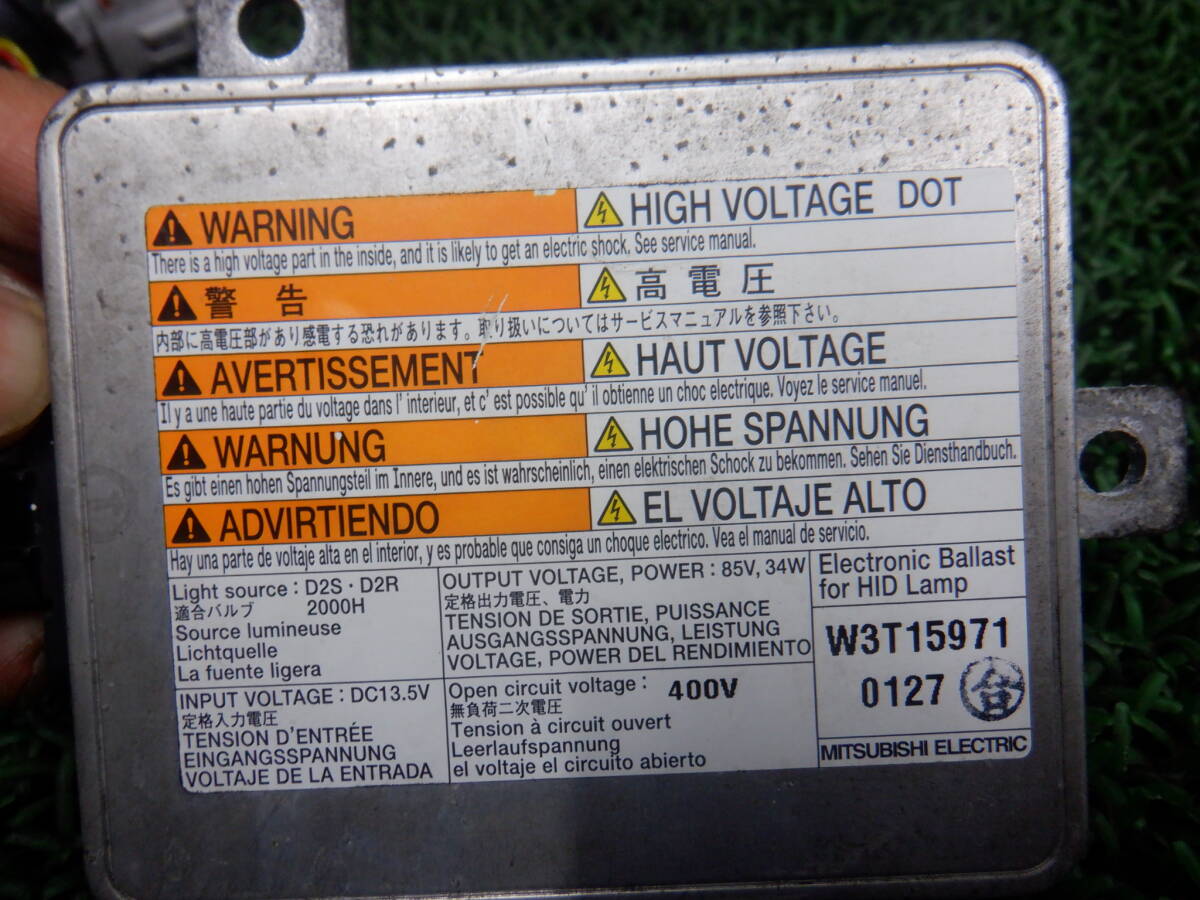 WARNING HIGH VOLTAGE DOT
There is a high voltage part in the inside, and it is likely to get an electric shock. See service manual.
警告 高電圧
内部に高電圧部があり感電する恐れがあります。取り扱いについてはサービスマニュアルを参照下さい。
AVERTISSEMENT HAUT VOLTAGE
Il y a une haute partie du voltage dans l' interieur, et c' est possible qu' il obtienne un choc electrique. Voyez le service manuel.
WARNUNG HOHE SPANNUNG
Es gibt einen hohen Spannungsteil im Innere, und es ist wahrscheinlich, einen elektrischen Schock zu bekommen. Sehen Sie Diensthandbuch.
ADVIRTIENDO EL VOLTAJE ALTO
Hay una parte de voltaje alta en el interior, y es probable que consiga un choque electrico. Vea el manual de servicio.
Light source : D2S・D2R
適合バルブ 2000H
Source lumineuse
Lichtquelle
La fuente ligera
OUTPUT VOLTAGE, POWER : 85V, 34W
定格出力電圧、電力
TENSION DE SORTIE, PUISSANCE
AUSGANGSSPANNUNG, LEISTUNG
VOLTAGE, POWER DEL RENDIMIENTO
Electronic Ballast
for HID Lamp
INPUT VOLTAGE : DC13.5V
定格入力電圧
TENSION D'ENTRÉE
EINGANGSSPANNUNG
VOLTAJE DE LA ENTRADA
Open circuit voltage : 400V
無負荷二次電圧
Tension à circuit ouvert
Leerlaufspannung
el voltaje el circuito abierto
W3T15971
0127 合
MITSUBISHI ELECTRIC